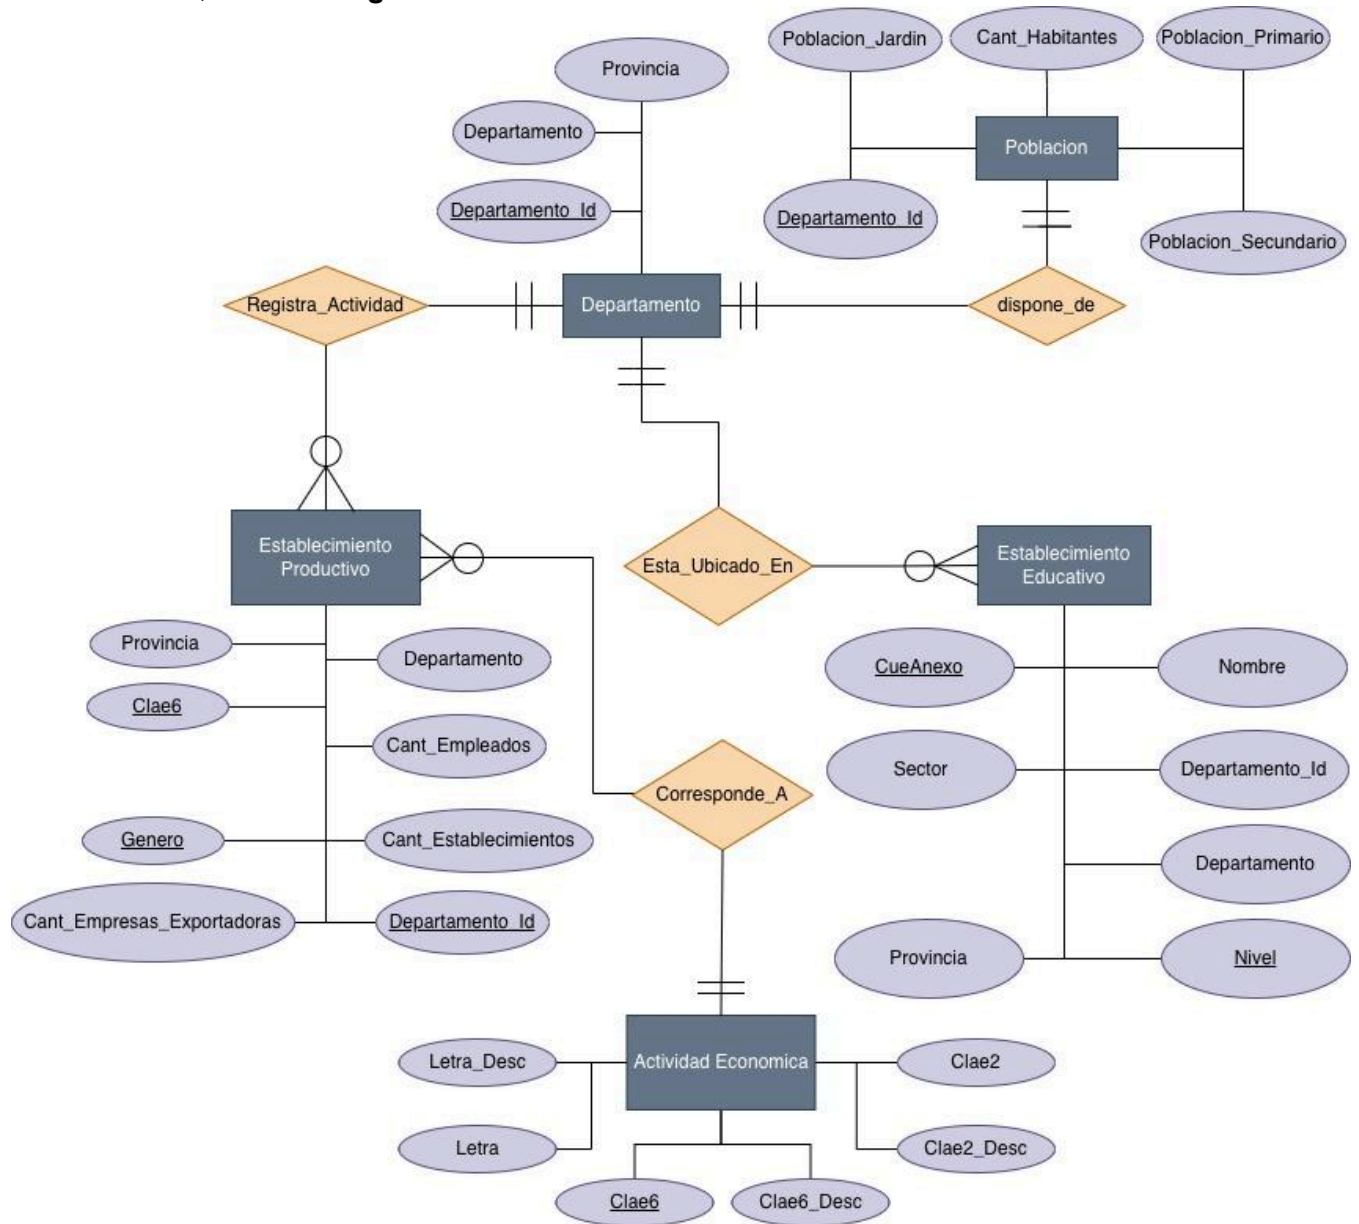 Poblacion_Jardin
Cant_Habitantes
Poblacion_Primario
Provincia
Departamento
Poblacion
Departamento_Id
Departamento_Id
Poblacion_Secundario
Registra_Actividad
Departamento
dispone_de
Establecimiento
Productivo
Esta_Ubicado_En
Establecimiento
Educativo
Provincia
Departamento
CueAnexo
Nombre
Clae6
Cant_Empleados
Sector
Departamento_Id
Corresponde_A
Genero
Cant_Establecimientos
Departamento
Cant_Empresas_Exportadoras
Departamento_Id
Provincia
Nivel
Letra_Desc
Actividad Economica
Clae2
Letra
Clae2_Desc
Clae6
Clae6_Desc